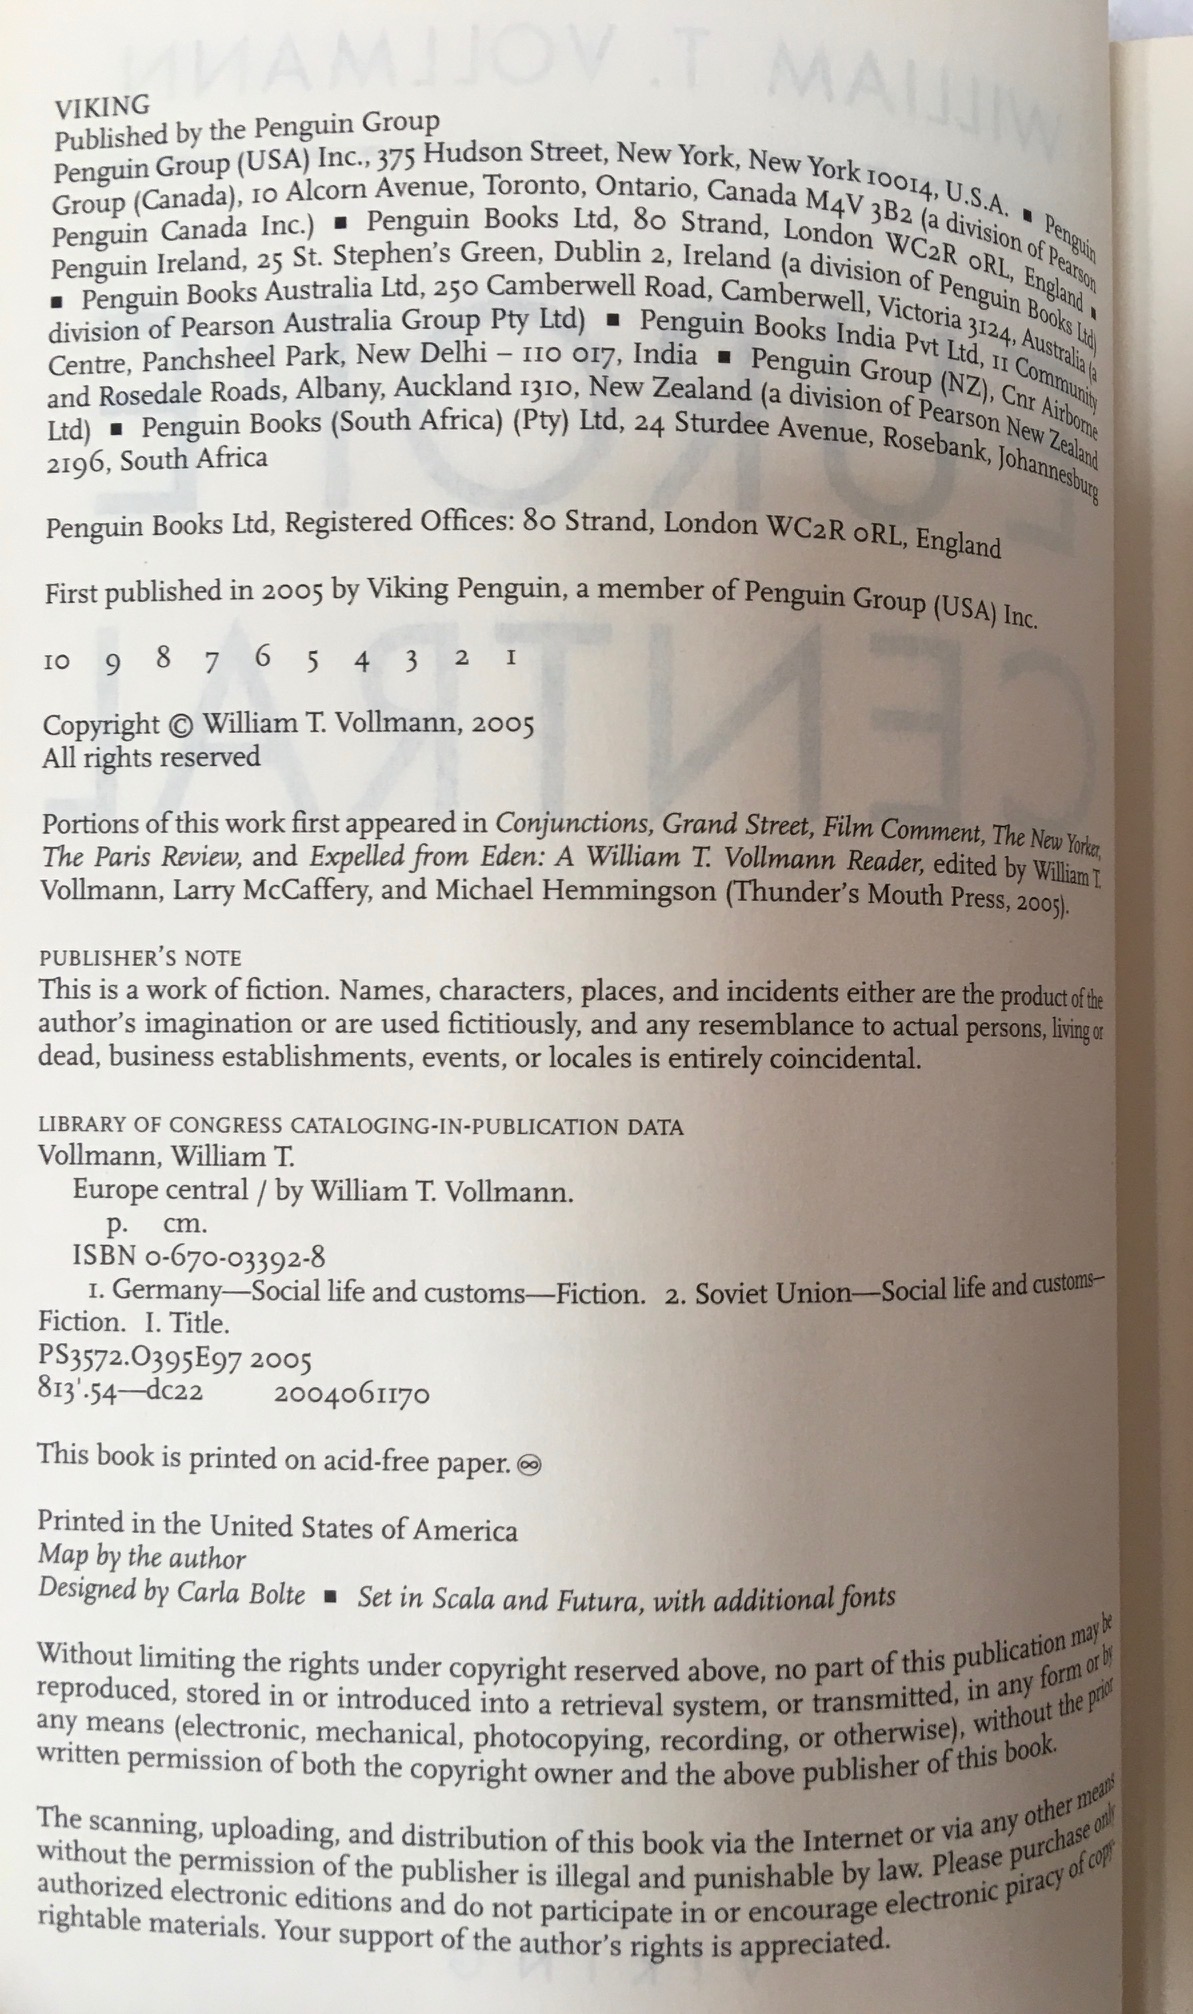 VIKING
Published by the Penguin Group
Penguin Group (USA) Inc., 375 Hudson Street, New York, New York 10014, U.S.A. ■ Penguin
Group (Canada), 10 Alcorn Avenue, Toronto, Ontario, Canada M4V 3B2 (a division of Pearson
Penguin Canada Inc.) ■ Penguin Books Ltd, 80 Strand, London WC2R 0RL, England ■
Penguin Ireland, 25 St. Stephen's Green, Dublin 2, Ireland (a division of Penguin Books Ltd)
■ Penguin Books Australia Ltd, 250 Camberwell Road, Camberwell, Victoria 3124, Australia (a
division of Pearson Australia Group Pty Ltd) ■ Penguin Books India Pvt Ltd, 11 Community
Centre, Panchsheel Park, New Delhi – 110 017, India ■ Penguin Group (NZ), Cnr Airborne
and Rosedale Roads, Albany, Auckland 1310, New Zealand (a division of Pearson New Zealand
Ltd) ■ Penguin Books (South Africa) (Pty) Ltd, 24 Sturdee Avenue, Rosebank, Johannesburg
2196, South Africa
Penguin Books Ltd, Registered Offices: 80 Strand, London WC2R 0RL, England
First published in 2005 by Viking Penguin, a member of Penguin Group (USA) Inc.
10 9 8 7 6 5 4 3 2 1
Copyright © William T. Vollmann, 2005
All rights reserved
Portions of this work first appeared in Conjunctions, Grand Street, Film Comment, The New Yorker,
The Paris Review, and Expelled from Eden: A William T. Vollmann Reader, edited by William T.
Vollmann, Larry McCaffery, and Michael Hemmingson (Thunder's Mouth Press, 2005).
PUBLISHER'S NOTE
This is a work of fiction. Names, characters, places, and incidents either are the product of the
author's imagination or are used fictitiously, and any resemblance to actual persons, living or
dead, business establishments, events, or locales is entirely coincidental.
LIBRARY OF CONGRESS CATALOGING-IN-PUBLICATION DATA
Vollmann, William T.
Europe central / by William T. Vollmann.
p. cm.
ISBN 0-670-03392-8
1. Germany—Social life and customs—Fiction. 2. Soviet Union—Social life and customs—
Fiction. I. Title.
PS3572.O395E97 2005
813'.54—dc22 2004061170
This book is printed on acid-free paper. ♾
Printed in the United States of America
Map by the author
Designed by Carla Bolte ■ Set in Scala and Futura, with additional fonts
Without limiting the rights under copyright reserved above, no part of this publication may be
reproduced, stored in or introduced into a retrieval system, or transmitted, in any form or by
any means (electronic, mechanical, photocopying, recording, or otherwise), without the prior
written permission of both the copyright owner and the above publisher of this book.
The scanning, uploading, and distribution of this book via the Internet or via any other means
without the permission of the publisher is illegal and punishable by law. Please purchase only
authorized electronic editions and do not participate in or encourage electronic piracy of copy-
rightable materials. Your support of the author's rights is appreciated.